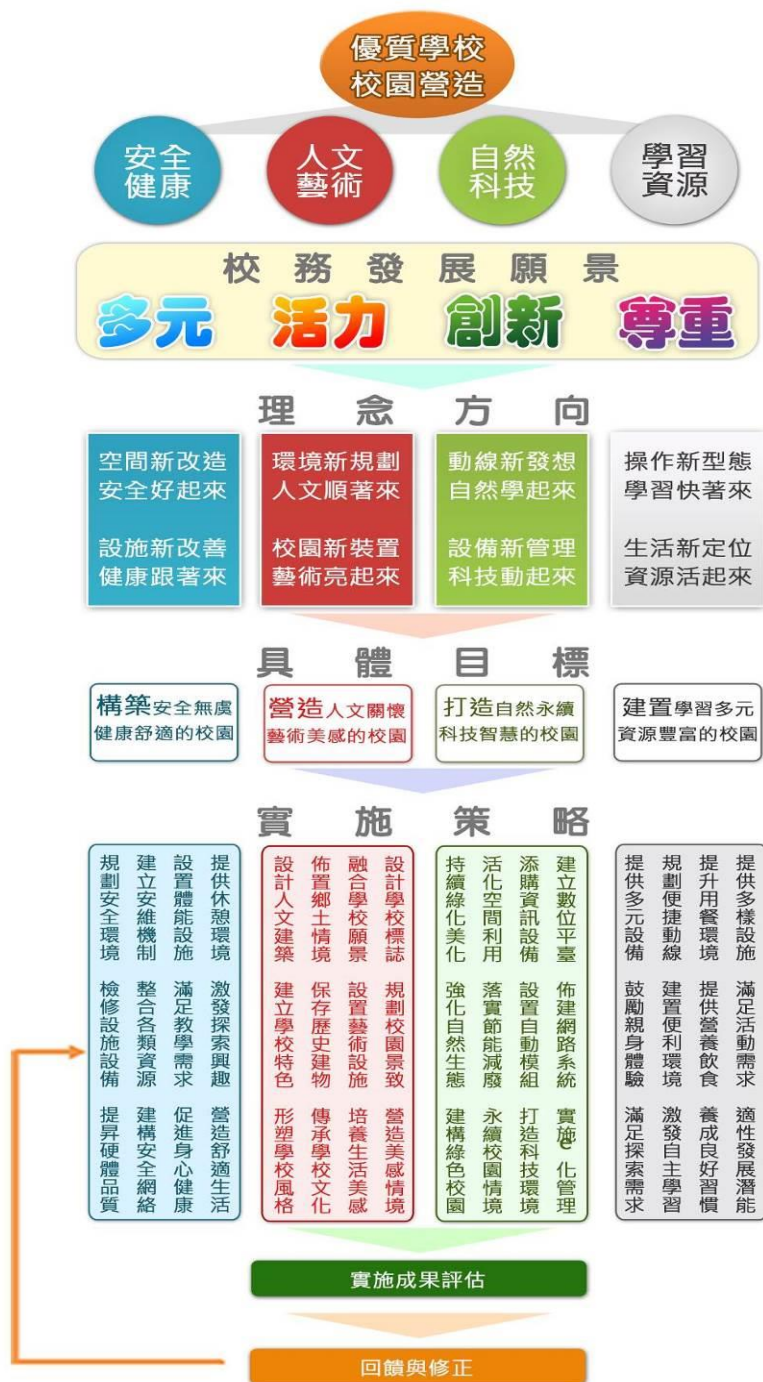 優質學校
校園營造
安全
健康
人文
藝術
自然
科技
學習
資源
校務發展願景
多元
活力
創新
尊重
理念方向
空間新改造
安全好起來
設施新改善
健康跟著來
環境新規劃
人文順著來
校園新裝置
藝術亮起來
動線新發想
自然學起來
設備新管理
科技動起來
操作新型態
學習快著來
生活新定位
資源活起來
具體目標
構築安全無虞
健康舒適的校園
營造人文關懷
藝術美感的校園
打造自然永續
科技智慧的校園
建置學習多元
資源豐富的校園
實施策略
規劃安全環境
檢修設施設備
提昇硬體品質
建立安維機制
整合各類資源
建構安全網絡
設置體能設施
滿足教學需求
促進身心健康
提供休憩環境
激發探索興趣
營造舒適生活
設計人文建築
建立學校特色
形塑學校風格
佈置鄉土情境
保存歷史建物
傳承學校文化
融合學校願景
設置藝術設施
培養生活美感
設計學校標誌
規劃校園景致
營造美感情境
持續綠化美化
強化自然生態
建構綠色校園
活化空間利用
落實節能減廢
永續校園情境
添購資訊設備
設置自動模組
打造科技環境
建立數位平臺
佈建網路系統
實施e化管理
提供多元設備
鼓勵親身體驗
滿足探索需求
規劃便捷動線
建置便利環境
激發自主學習
提升用餐環境
提供營養飲食
養成良好習慣
提供多樣設施
滿足活動需求
適性發展潛能
實施成果評估
回饋與修正